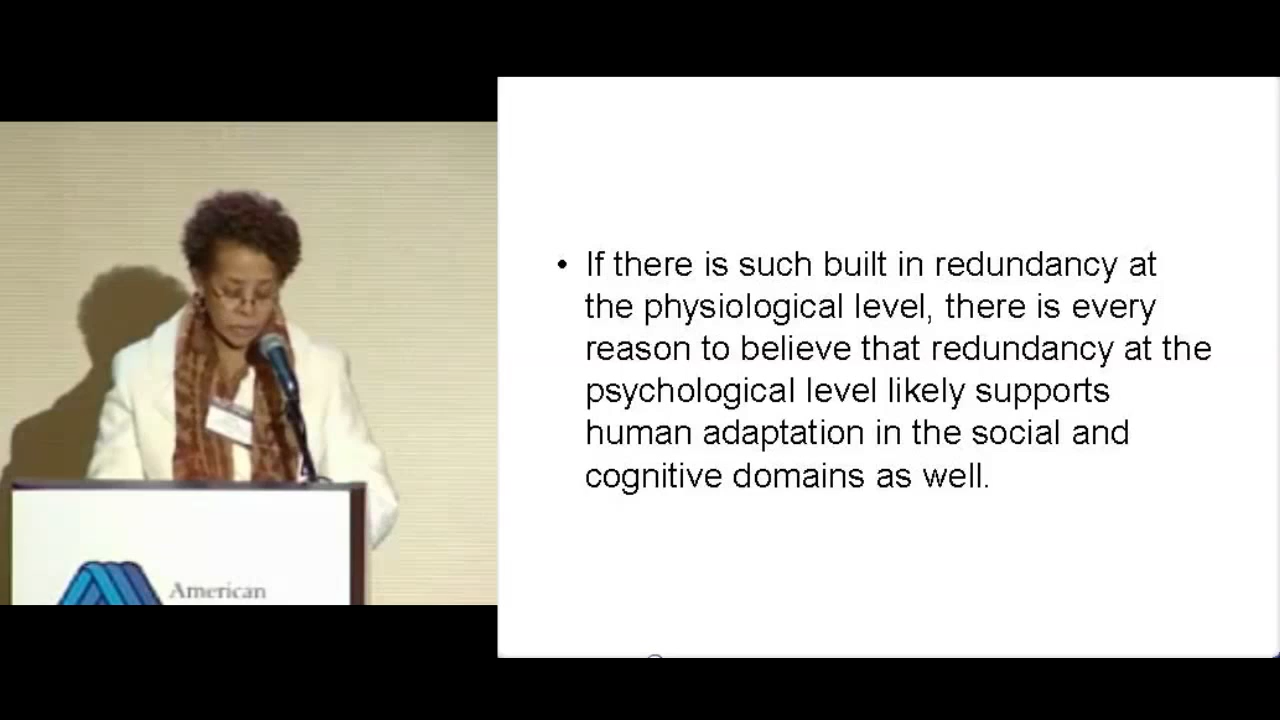 • If there is such built in redundancy at
the physiological level, there is every
reason to believe that redundancy at the
psychological level likely supports
human adaptation in the social and
cognitive domains as well.
American